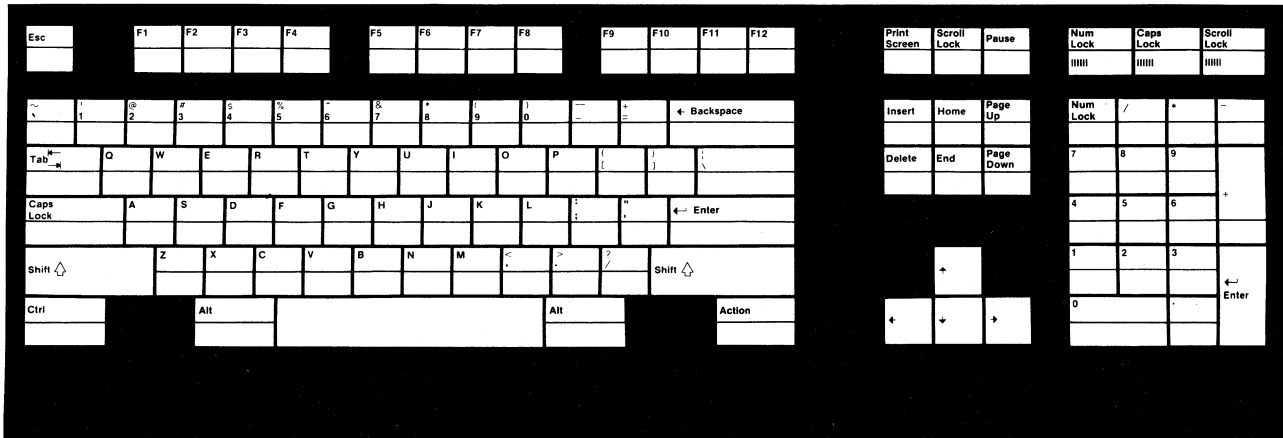 Esc F1 F2 F3 F4 F5 F6 F7 F8 F9 F10 F11 F12 Print Screen Scroll Lock Pause Num Lock Caps Lock Scroll Lock
~ ! @ # $ % ^ & * ( ) — +
` 1 2 3 4 5 6 7 8 9 0 - = ← Backspace Insert Home Page Up Num Lock / * -
Tab Q W E R T Y U I O P { } ¦
[ ] \ Delete End Page Down 7 8 9 +
Caps Lock A S D F G H J K L : "
; ' ↵ Enter 4 5 6
Shift ⇧ Z X C V B N M < > ?
, . / Shift ⇧ ↑ 1 2 3 ↵ Enter
Ctrl Alt Alt Action ← ↓ → 0 .